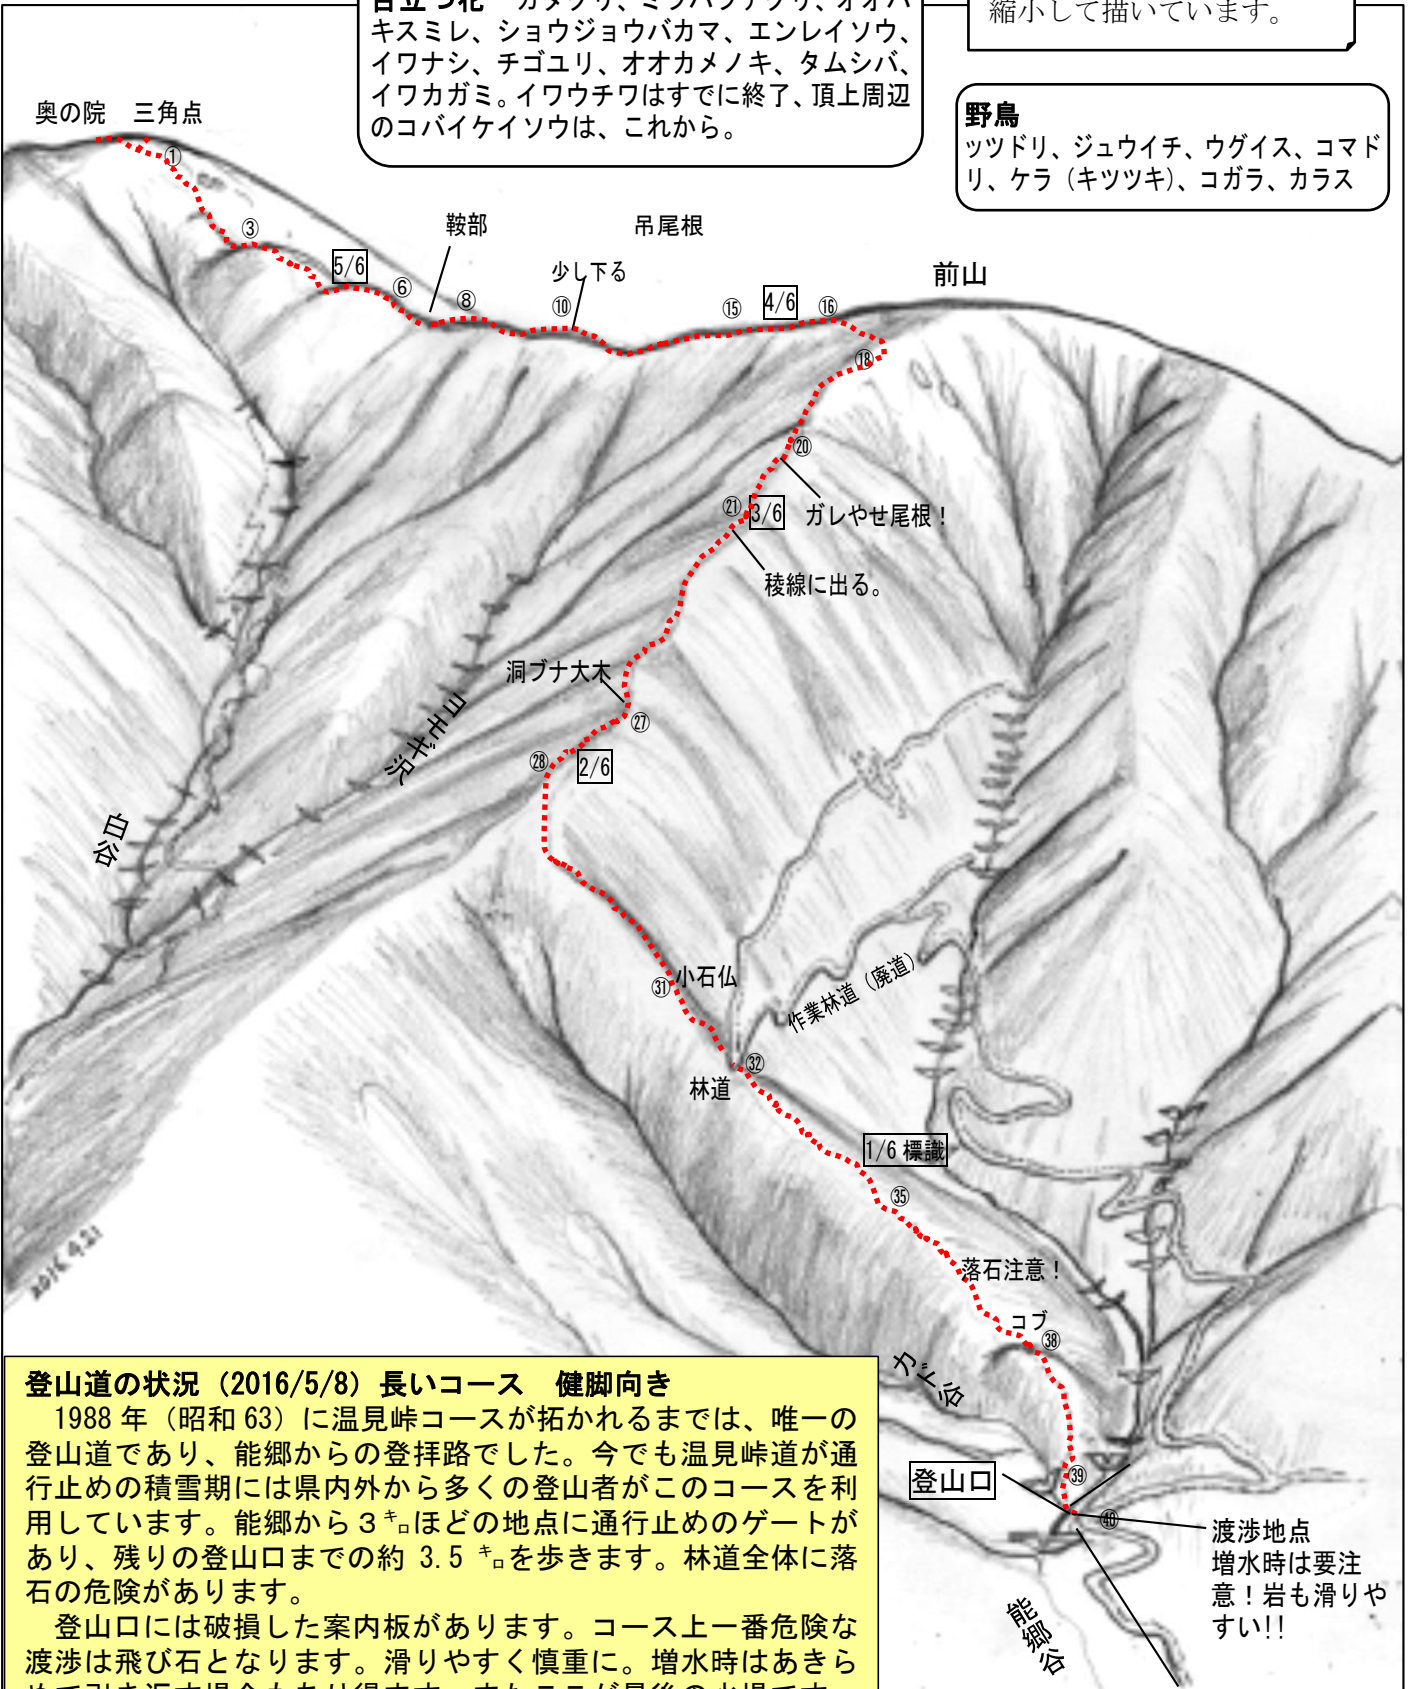 キスミレ、ショウジョウバカマ、エンレイソウ、
イワナシ、チゴユリ、オオカメノキ、タムシバ、
イワカガミ。イワウチワはすでに終了、頂上周辺
のコバイケイソウは、これから。
縮小して描いています。
野鳥
ッツドリ、ジュウイチ、ウグイス、コマド
リ、ケラ（キツツキ）、コガラ、カラス
奥の院　三角点
①
③
5/6
⑥
鞍部
⑧
少し下る
⑩
吊尾根
⑮
4/6
⑯
前山
⑱
⑳
㉑
3/6
ガレやせ尾根！
稜線に出る。
洞ブナ大木
㉗
㉘
2/6
ヨモギ沢
白谷
小石仏
㉛
作業林道（廃道）
㉜
林道
1/6 標識
㉟
落石注意！
コブ
㊳
カド谷
登山口
㊴
㊵
渡渉地点
増水時は要注
意！岩も滑りや
すい!!
能郷谷
2016 4.21
登山道の状況（2016/5/8）長いコース　健脚向き
1988 年（昭和 63）に温見峠コースが拓かれるまでは、唯一の
登山道であり、能郷からの登拝路でした。今でも温見峠道が通
行止めの積雪期には県内外から多くの登山者がこのコースを利
用しています。能郷から３㌔ほどの地点に通行止めのゲートが
あり、残りの登山口までの約 3.5 ㌔を歩きます。林道全体に落
石の危険があります。
登山口には破損した案内板があります。コース上一番危険な
渡渉は飛び石となります。滑りやすく慎重に。増水時はあきら